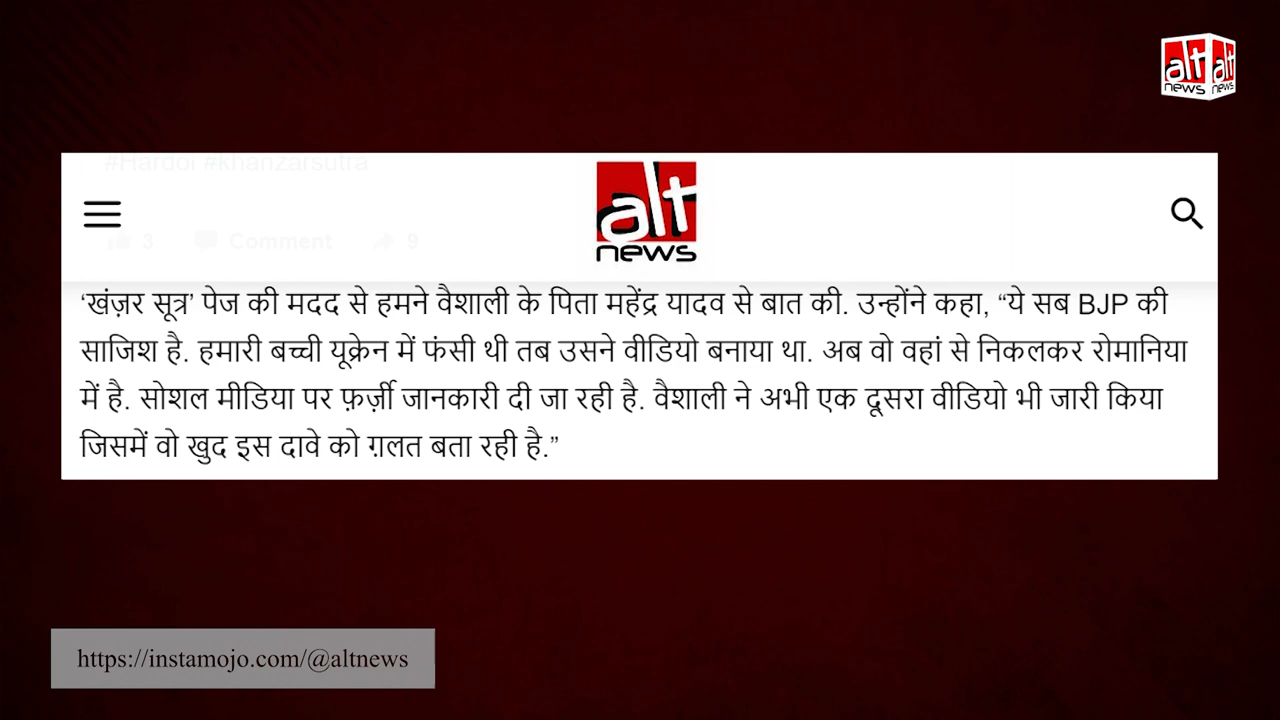 alt alt
news news
#Hardoi #khanzarsutra
alt
news
3 Comment 9
‘खंज़र सूत्र’ पेज की मदद से हमने वैशाली के पिता महेंद्र यादव से बात की. उन्होंने कहा, “ये सब BJP की
साजिश है. हमारी बच्ची यूक्रेन में फंसी थी तब उसने वीडियो बनाया था. अब वो वहां से निकलकर रोमानिया
में है. सोशल मीडिया पर फ़र्ज़ी जानकारी दी जा रही है. वैशाली ने अभी एक दूसरा वीडियो भी जारी किया
जिसमें वो खुद इस दावे को ग़लत बता रही है.”
https://instamojo.com/@altnews